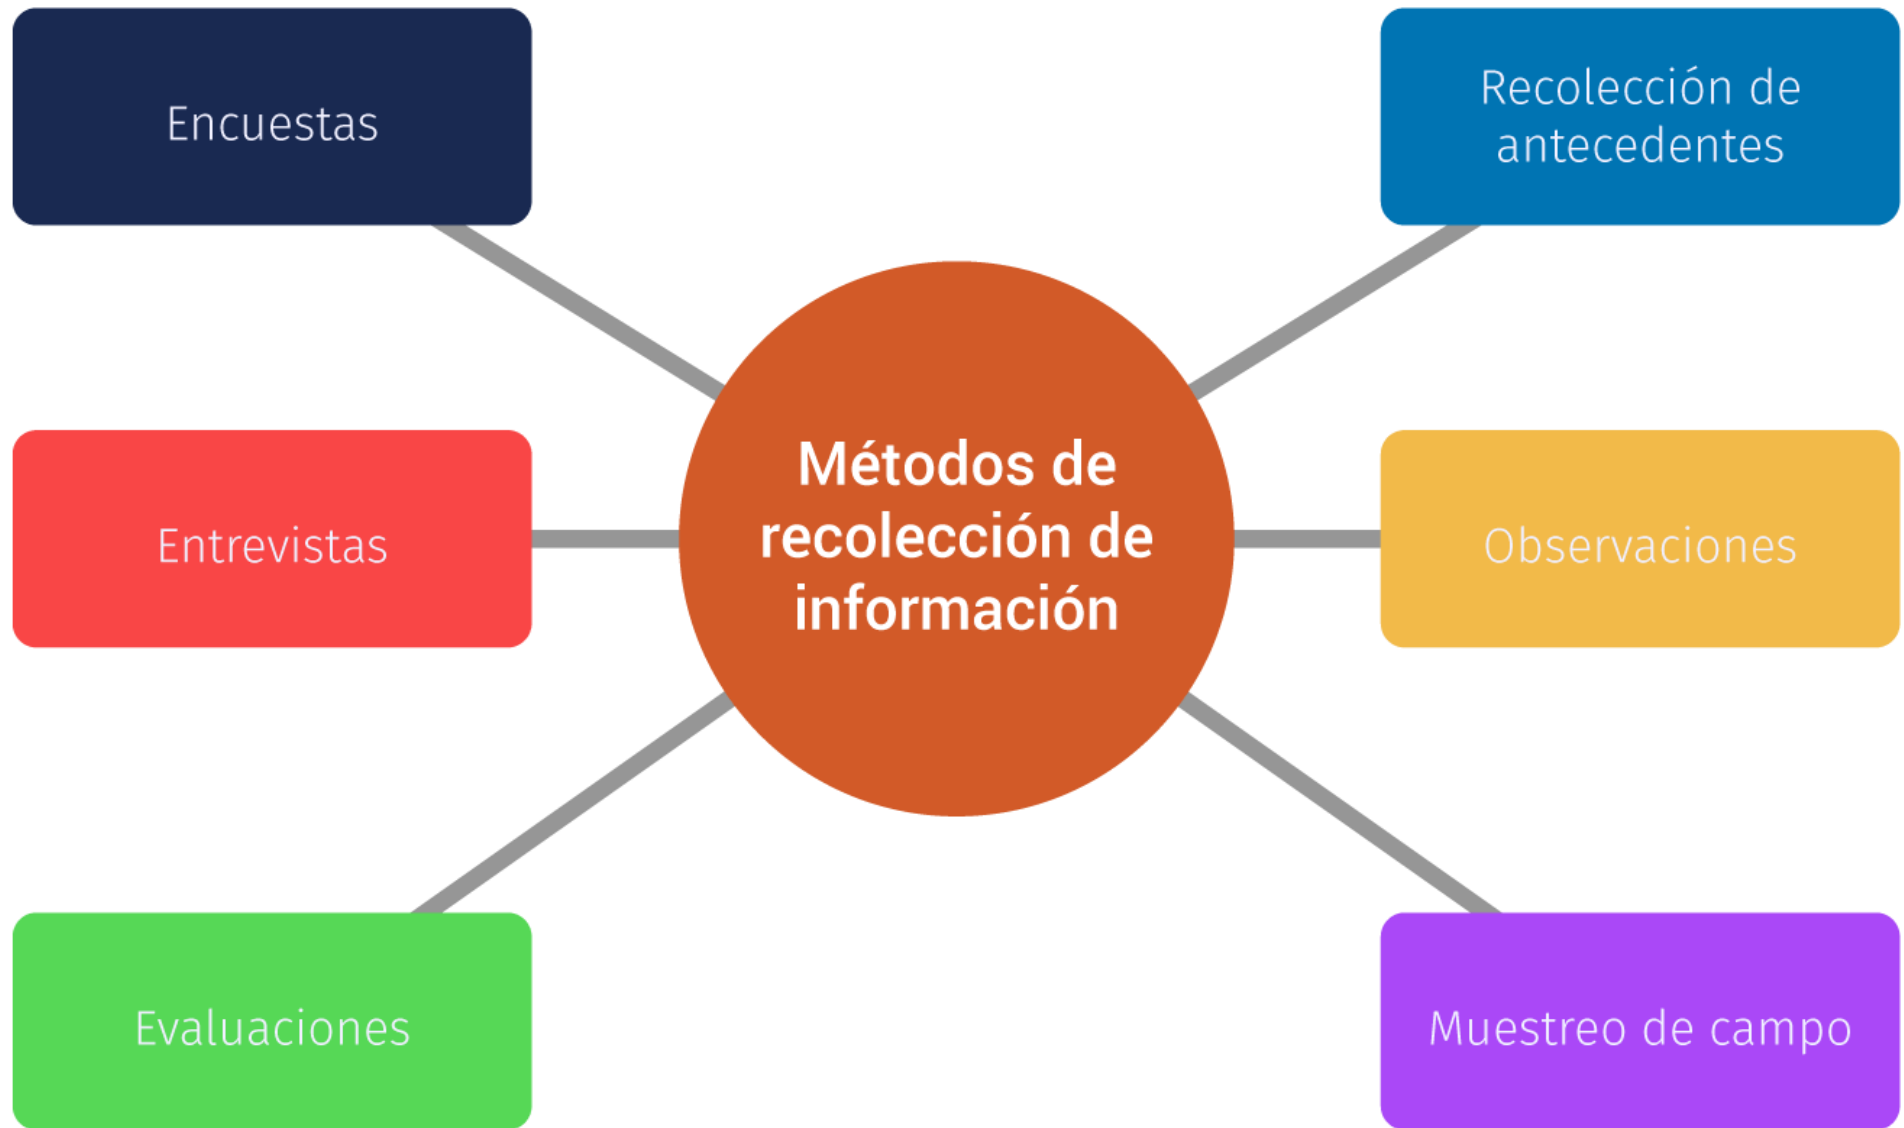 Encuestas
Recolección de
antecedentes
Entrevistas
Métodos de
recolección de
información
Observaciones
Evaluaciones
Muestreo de campo